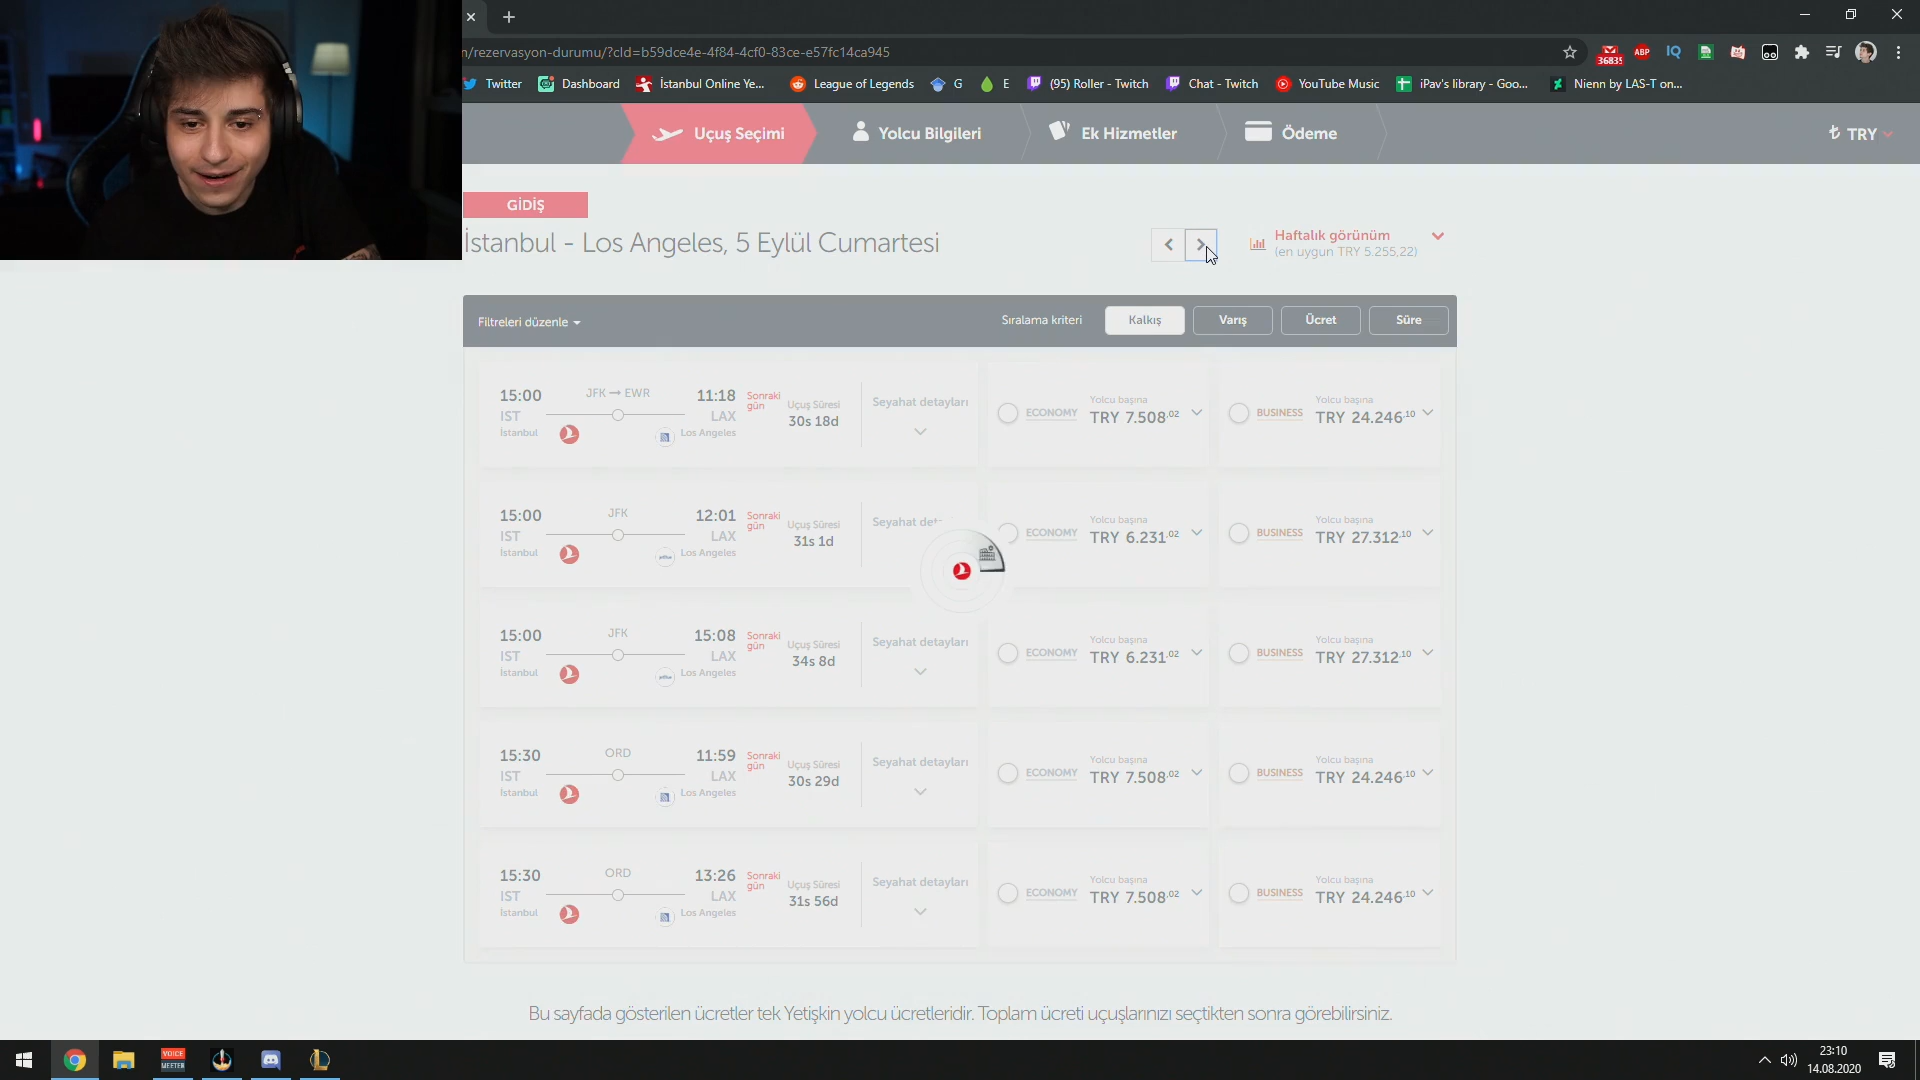 n/rezervasyon-durumu/?cId=b59dce4e-4f84-4cf0-83ce-e57fc14ca945
36835 ABP IQ
Twitter Dashboard İstanbul Online Ye... League of Legends G E (95) Roller - Twitch Chat - Twitch YouTube Music iPav's library - Goo... Nienn by LAS-T on...
Uçuş Seçimi Yolcu Bilgileri Ek Hizmetler Ödeme ₺ TRY
GİDİŞ
İstanbul - Los Angeles, 5 Eylül Cumartesi
Haftalık görünüm
(en uygun TRY 5.255,22)
Filtreleri düzenle Sıralama kriteri Kalkış Varış Ücret Süre
15:00 JFK → EWR 11:18 Sonraki gün Uçuş Süresi 30s 18d Seyahat detayları ECONOMY Yolcu başına TRY 7.508,02 BUSINESS Yolcu başına TRY 24.246,10
IST LAX
İstanbul Los Angeles
15:00 JFK 12:01 Sonraki gün Uçuş Süresi 31s 1d Seyahat deta ECONOMY Yolcu başına TRY 6.231,02 BUSINESS Yolcu başına TRY 27.312,10
IST LAX
İstanbul Los Angeles
15:00 JFK 15:08 Sonraki gün Uçuş Süresi 34s 8d Seyahat detayları ECONOMY Yolcu başına TRY 6.231,02 BUSINESS Yolcu başına TRY 27.312,10
IST LAX
İstanbul Los Angeles
15:30 ORD 11:59 Sonraki gün Uçuş Süresi 30s 29d Seyahat detayları ECONOMY Yolcu başına TRY 7.508,02 BUSINESS Yolcu başına TRY 24.246,10
IST LAX
İstanbul Los Angeles
15:30 ORD 13:26 Sonraki gün Uçuş Süresi 31s 56d Seyahat detayları ECONOMY Yolcu başına TRY 7.508,02 BUSINESS Yolcu başına TRY 24.246,10
IST LAX
İstanbul Los Angeles
Bu sayfada gösterilen ücretler tek Yetişkin yolcu ücretleridir. Toplam ücreti uçuşlarınızı seçtikten sonra görebilirsiniz.
VOICE MEETER
23:10
14.08.2020